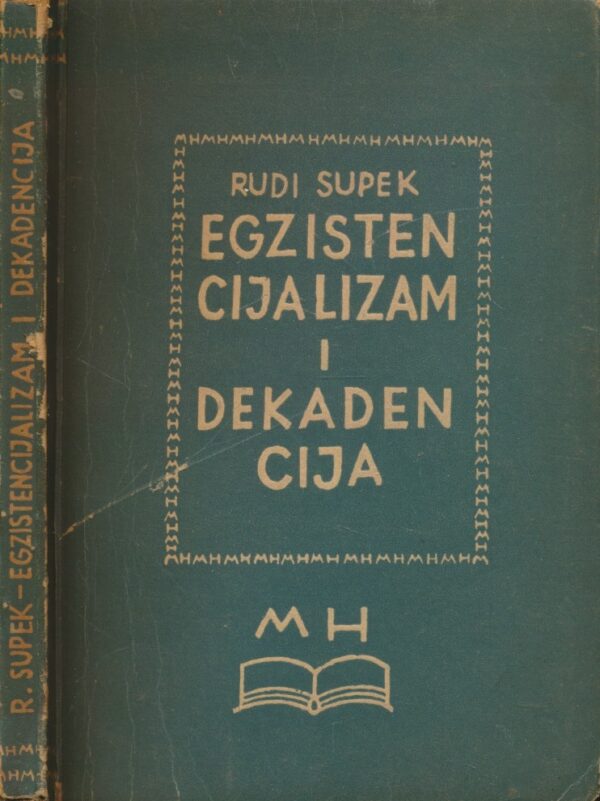 R. SUPEK – EGZISTENCIJALIZAM I DEKADENCIJA
RUDI SUPEK
EGZISTEN
CIJALIZAM
I
DEKADEN
CIJA
MH